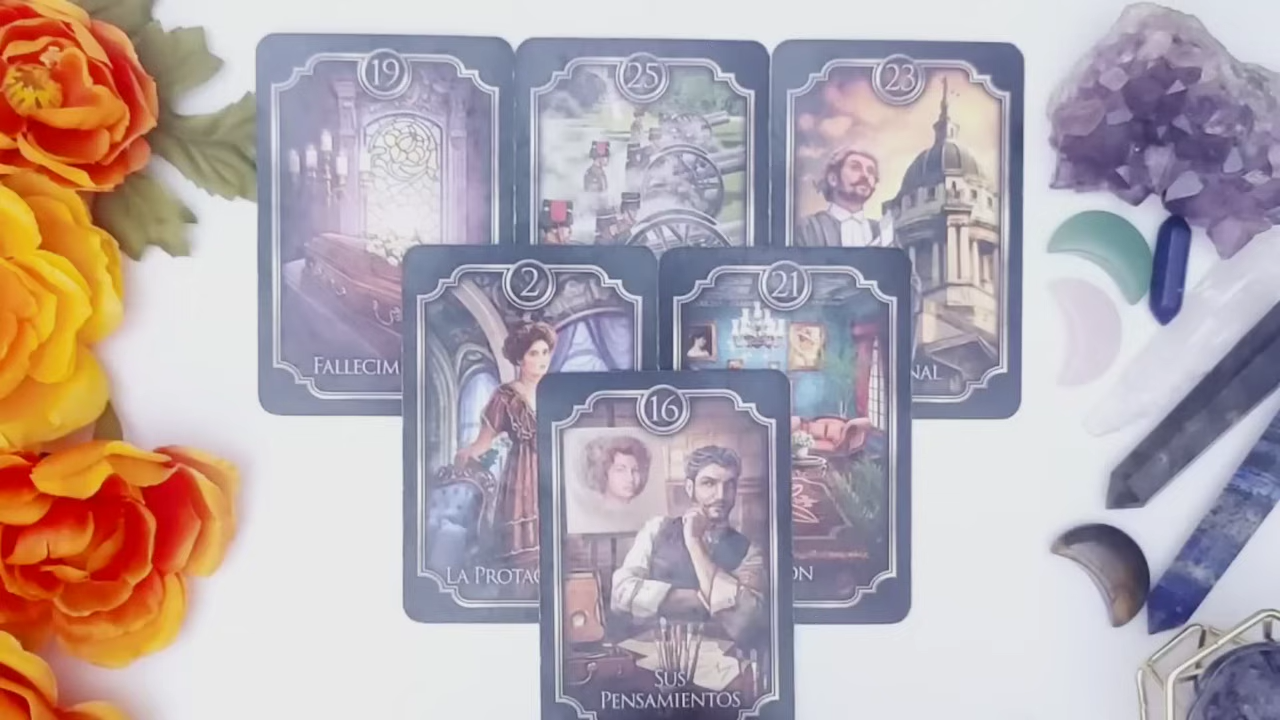 19
25
23
FALLECIM
NAL
2
21
LA PROTAG
ON
16
SUS
PENSAMIENTOS